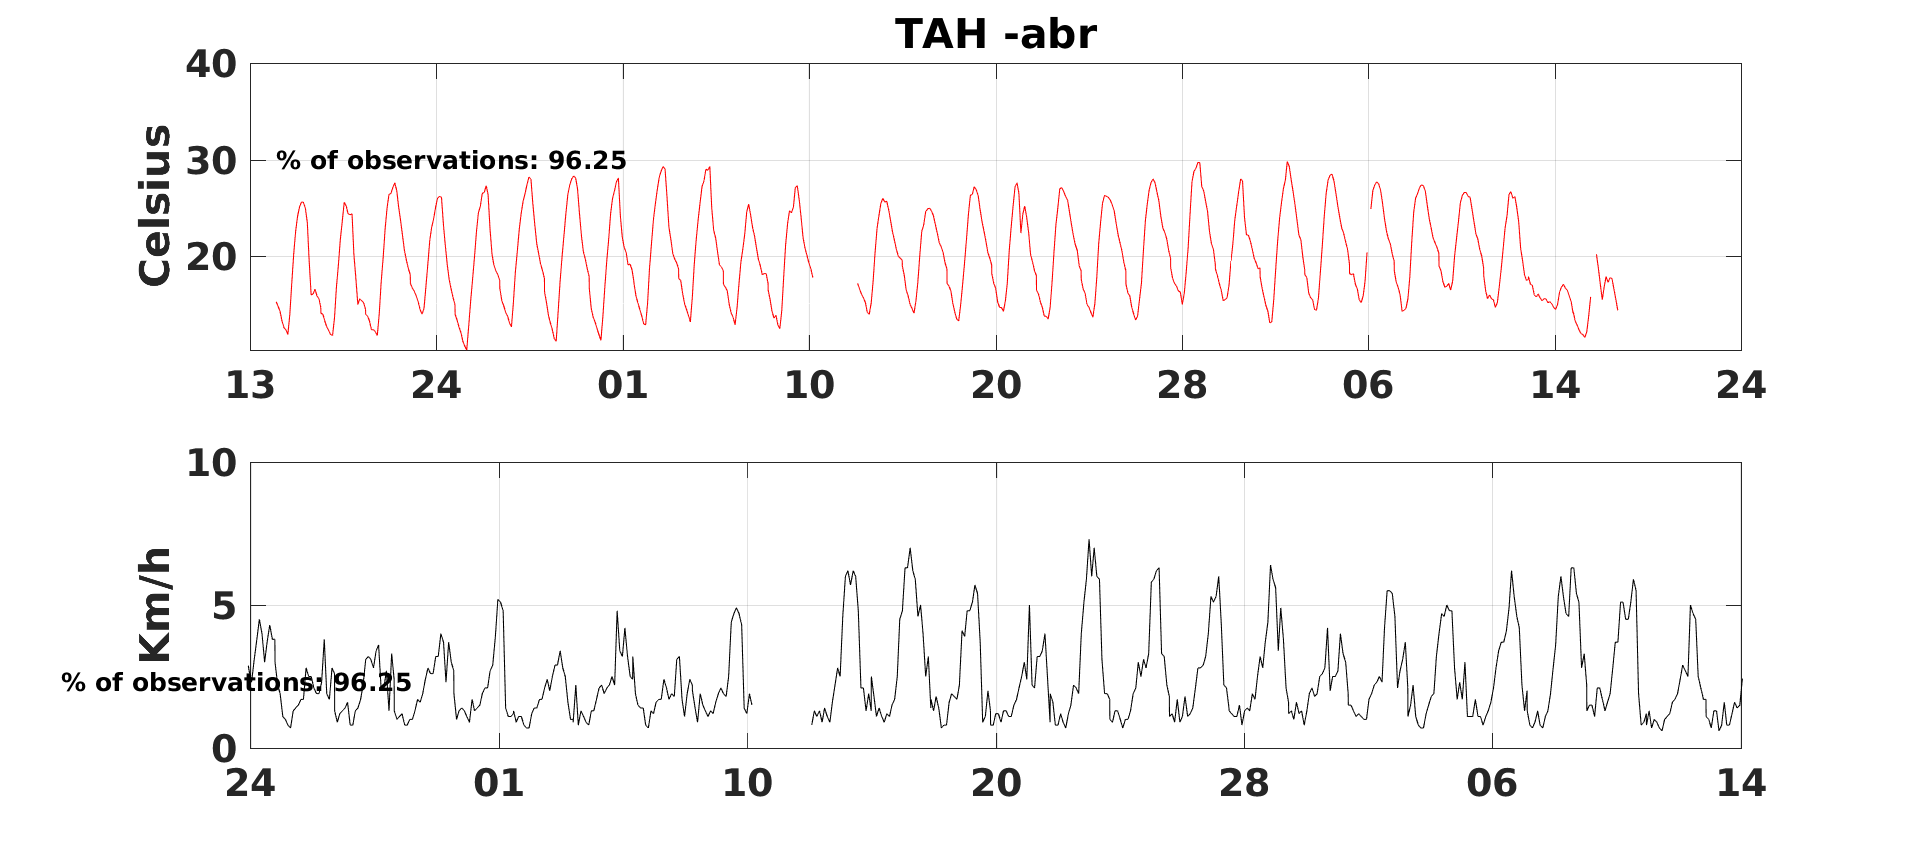 TAH -abr
40
30
20
Celsius
% of observations: 96.25
13 24 01 10 20 28 06 14 24
10
5
0
Km/h
% of observations: 96.25
24 01 10 20 28 06 14